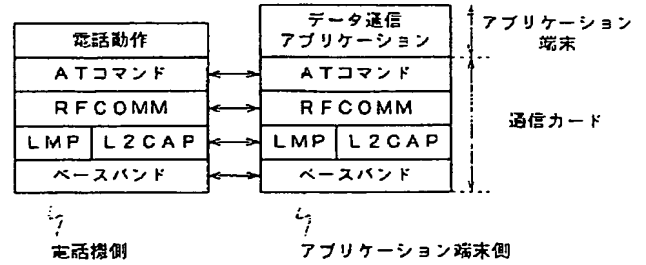 データ通信
アプリケーション
アプリケーション
端末
電話動作
ATコマンド
ATコマンド
RFCOMM
RFCOMM
通信カード
LMP
L2CAP
LMP
L2CAP
ベースバンド
ベースバンド
電話機側
アプリケーション端末側